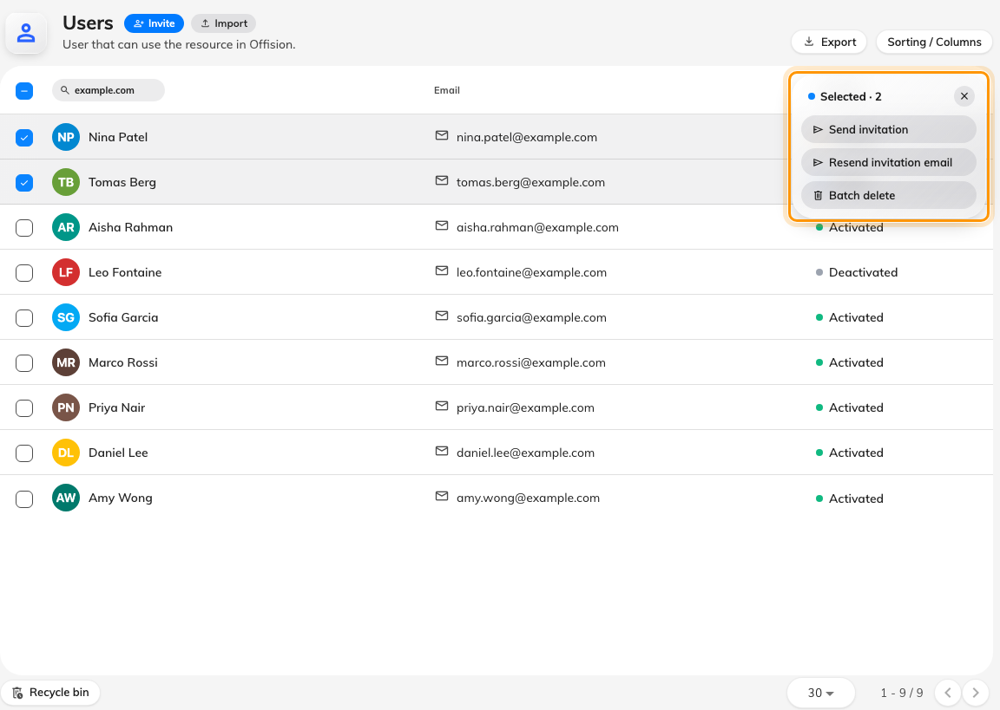 Users
Invite
Import
User that can use the resource in Offision.
Export
Sorting / Columns
example.com
Email
Selected · 2
Send invitation
Resend invitation email
Batch delete
NP Nina Patel nina.patel@example.com
TB Tomas Berg tomas.berg@example.com
AR Aisha Rahman aisha.rahman@example.com Activated
LF Leo Fontaine leo.fontaine@example.com Deactivated
SG Sofia Garcia sofia.garcia@example.com Activated
MR Marco Rossi marco.rossi@example.com Activated
PN Priya Nair priya.nair@example.com Activated
DL Daniel Lee daniel.lee@example.com Activated
AW Amy Wong amy.wong@example.com Activated
Recycle bin
30
1 - 9 / 9